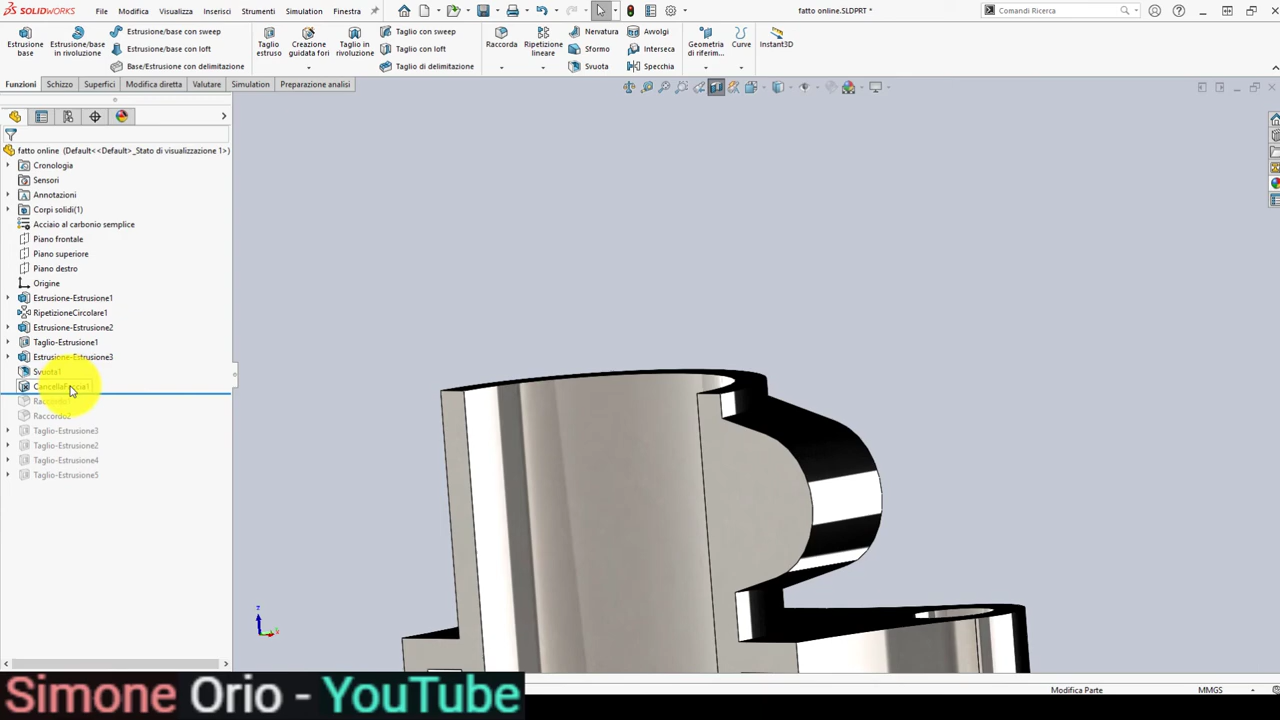 SOLIDWORKS File Modifica Visualizza Inserisci Strumenti Simulation Finestra fatto online.SLDPRT * Comandi Ricerca
Estrusione base
Estrusione/base in rivoluzione
Estrusione/base con sweep
Estrusione/base con loft
Base/Estrusione con delimitazione
Taglio estruso
Creazione guidata fori
Taglio in rivoluzione
Taglio con sweep
Taglio con loft
Taglio di delimitazione
Raccorda
Ripetizione lineare
Nervatura
Sformo
Svuota
Avvolgi
Interseca
Specchia
Geometria di riferim...
Curve
Instant3D
Funzioni Schizzo Superfici Modifica diretta Valutare Simulation Preparazione analisi
fatto online (Default<<Default>_Stato di visualizzazione 1>)
Cronologia
Sensori
Annotazioni
Corpi solidi(1)
Acciaio al carbonio semplice
Piano frontale
Piano superiore
Piano destro
Origine
Estrusione-Estrusione1
RipetizioneCircolare1
Estrusione-Estrusione2
Taglio-Estrusione1
Estrusione-Estrusione3
Svuota1
CancellaFaccia1
Raccordo2
Taglio-Estrusione3
Taglio-Estrusione2
Taglio-Estrusione4
Taglio-Estrusione5
Simone Orio - YouTube
Modifica Parte MMGS